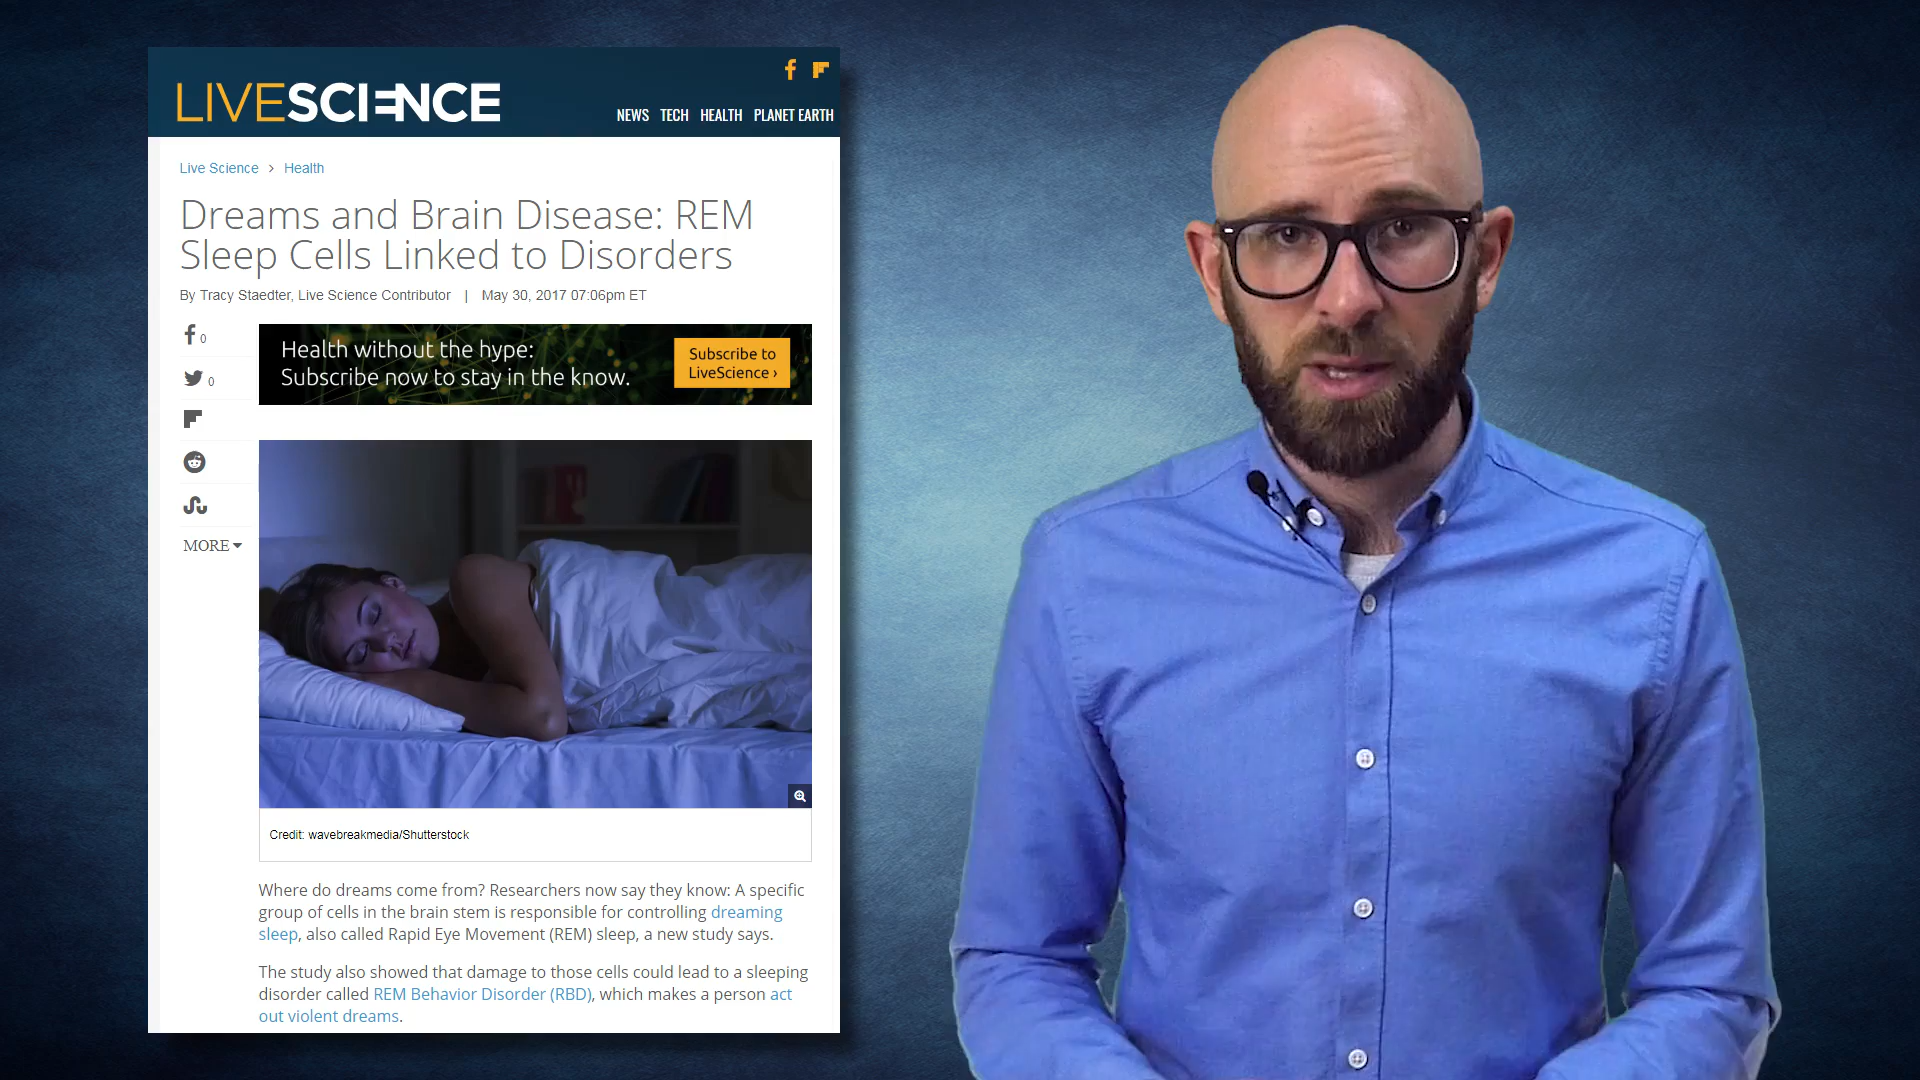 LIVESCIENCE
NEWS TECH HEALTH PLANET EARTH
Live Science > Health
Dreams and Brain Disease: REM
Sleep Cells Linked to Disorders
By Tracy Staedter, Live Science Contributor | May 30, 2017 07:06pm ET
0
0
MORE
Health without the hype:
Subscribe now to stay in the know.
Subscribe to
LiveScience ›
Credit: wavebreakmedia/Shutterstock
Where do dreams come from? Researchers now say they know: A specific
group of cells in the brain stem is responsible for controlling dreaming
sleep, also called Rapid Eye Movement (REM) sleep, a new study says.
The study also showed that damage to those cells could lead to a sleeping
disorder called REM Behavior Disorder (RBD), which makes a person act
out violent dreams.